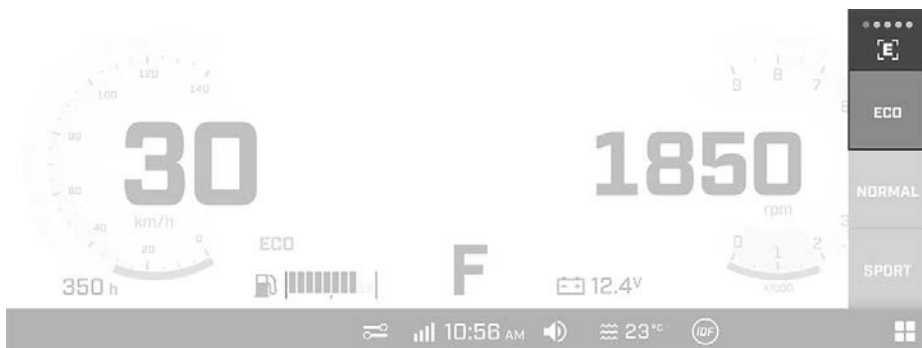 120
100
140
80
60
40
20
0
30
km/h
350 h
ECO
F
12.4V
1850
rpm
9 8 7
0 1 2
X1000
10:56 AM
23°C
iDF
[E]
ECO
NORMAL
SPORT